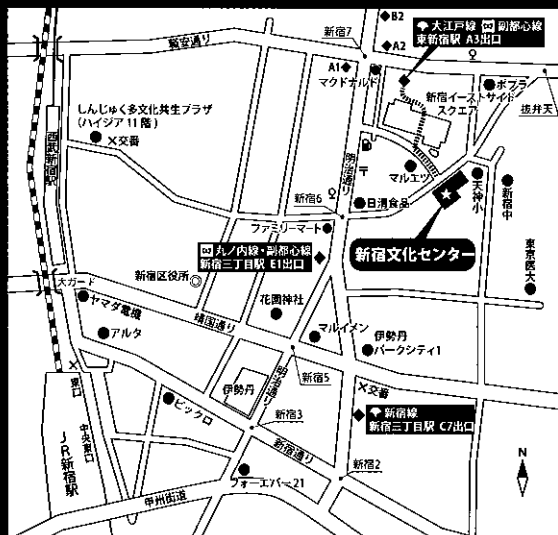 B2
大江戸線 副都心線
東新宿駅 A3出口
職安通り
新宿7
A2
A1
マクドナルド
ポプラ
新宿イーストサイド
スクエア
抜弁天
しんじゅく多文化共生プラザ
(ハイジア 11 階)
交番
西武新宿駅
明治通り
マルエツ
天神小
新宿中
日清食品
新宿6
ファミリーマート
新宿文化センター
東京医大
丸ノ内線・副都心線
新宿三丁目駅 E1出口
新宿区役所
大ガード
ヤマダ電機
靖国通り
花園神社
アルタ
マルイメン
伊勢丹
パークシティ1
東口
伊勢丹
明治通り
新宿5
交番
ビックロ
新宿3
新宿線
新宿三丁目駅 C7出口
中央東口
JR新宿駅
新宿通り
新宿2
フォーエバー21
甲州街道
N